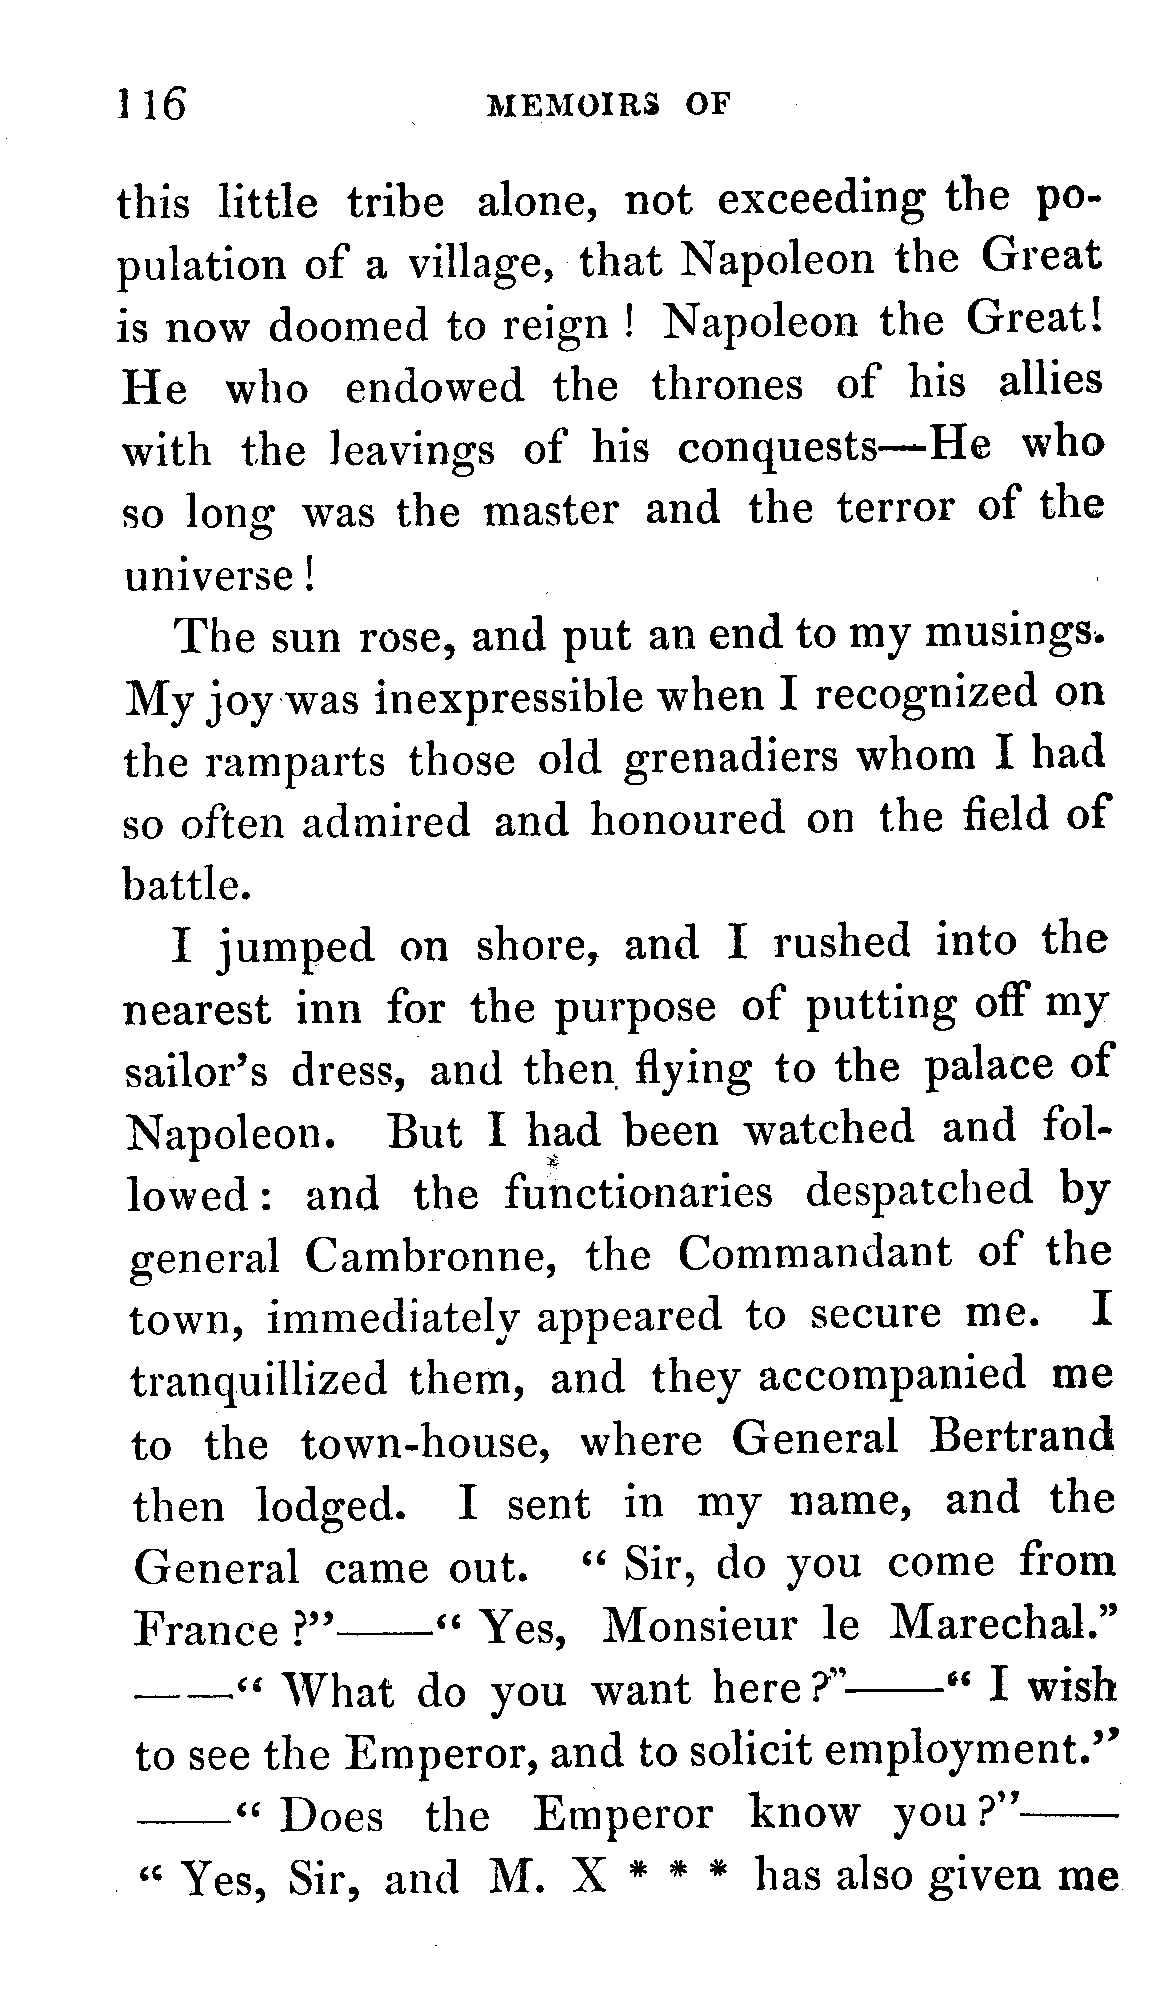 116 MEMOIRS OF
this little tribe alone, not exceeding the po-
pulation of a village, that Napoleon the Great
is now doomed to reign ! Napoleon the Great!
He who endowed the thrones of his allies
with the leavings of his conquests—He who
so long was the master and the terror of the
universe !
The sun rose, and put an end to my musings.
My joy was inexpressible when I recognized on
the ramparts those old grenadiers whom I had
so often admired and honoured on the field of
battle.
I jumped on shore, and I rushed into the
nearest inn for the purpose of putting off my
sailor's dress, and then flying to the palace of
Napoleon. But I had been watched and fol-
lowed : and the functionaries despatched by
general Cambronne, the Commandant of the
town, immediately appeared to secure me. I
tranquillized them, and they accompanied me
to the town-house, where General Bertrand
then lodged. I sent in my name, and the
General came out. “ Sir, do you come from
France ?”——“ Yes, Monsieur le Marechal.”
——“ What do you want here ?”——“ I wish
to see the Emperor, and to solicit employment.”
——“ Does the Emperor know you ?”——
“ Yes, Sir, and M. X * * * has also given me